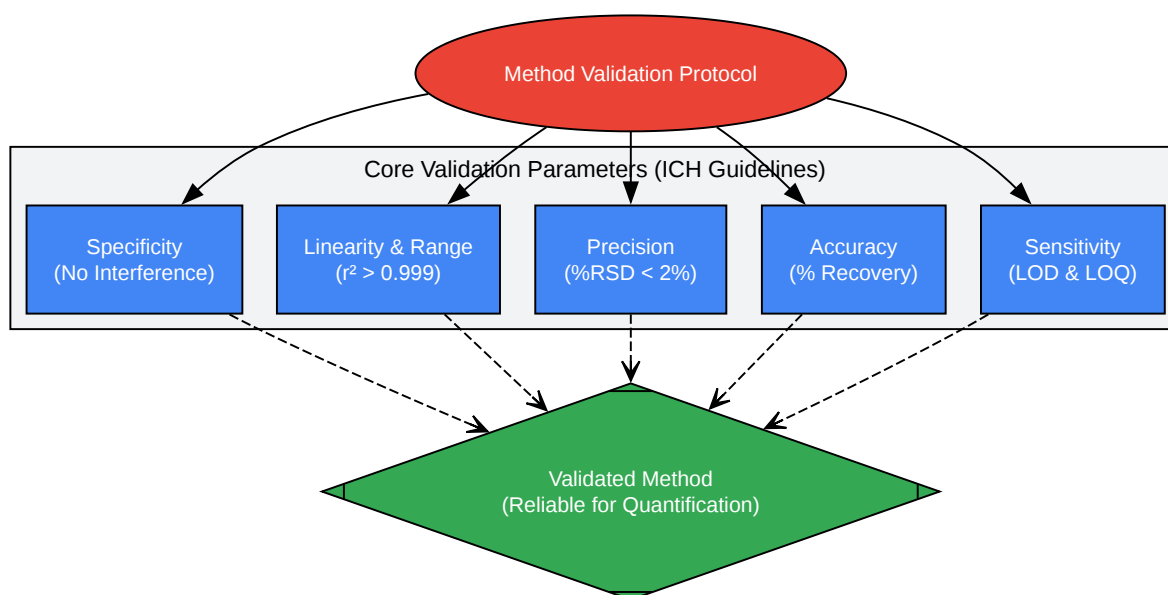 Method Validation Protocol
Core Validation Parameters (ICH Guidelines)
Specificity
(No Interference)
Linearity & Range
(r² > 0.999)
Precision
(%RSD < 2%)
Accuracy
(% Recovery)
Sensitivity
(LOD & LOQ)
Validated Method
(Reliable for Quantification)